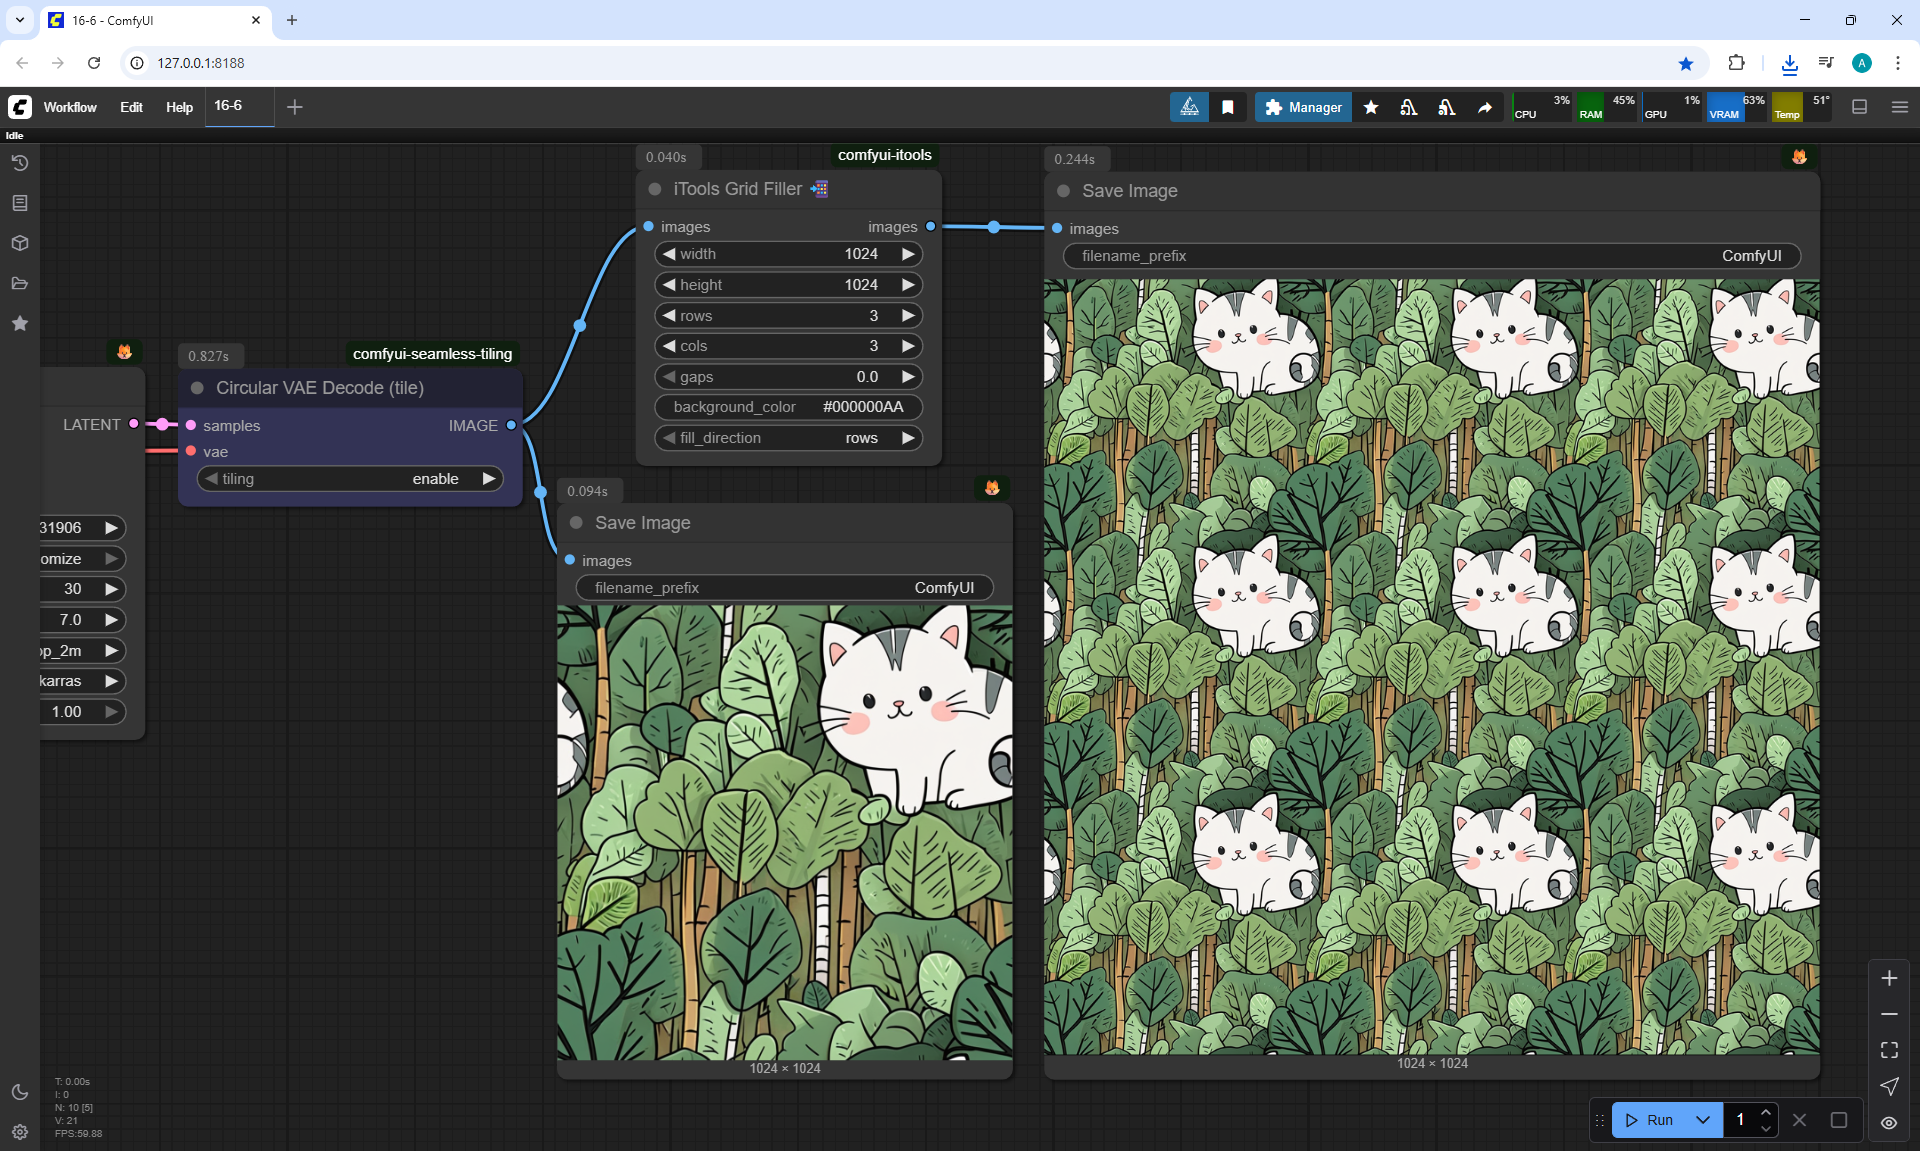 16-6 - ComfyUI
127.0.0.1:8188
A
Workflow
Edit
Help
16-6
Manager
CPU
3%
RAM
45%
GPU
1%
VRAM
63%
Temp
51°
Idle
0.040s
comfyui-itools
iTools Grid Filler
images
images
width
1024
height
1024
rows
3
cols
3
gaps
0.0
background_color
#000000AA
fill_direction
rows
0.244s
Save Image
images
filename_prefix
ComfyUI
1024 × 1024
LATENT
31906
omize
30
7.0
op_2m
karras
1.00
0.827s
comfyui-seamless-tiling
Circular VAE Decode (tile)
samples
IMAGE
vae
tiling
enable
0.094s
Save Image
images
filename_prefix
ComfyUI
1024 × 1024
T: 0.00s
I: 0
N: 10 [5]
V: 21
FPS:59.88
Run
1